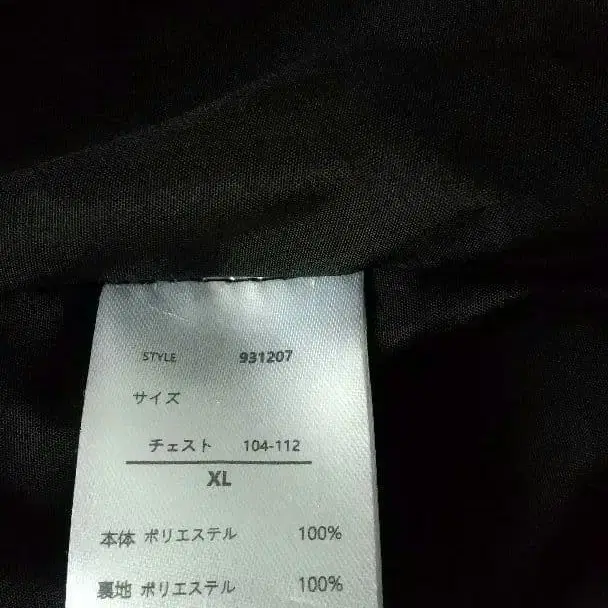 STYLE 931207
サイズ
チェスト 104-112
XL
本体 ポリエステル 100%
裏地 ポリエステル 100%